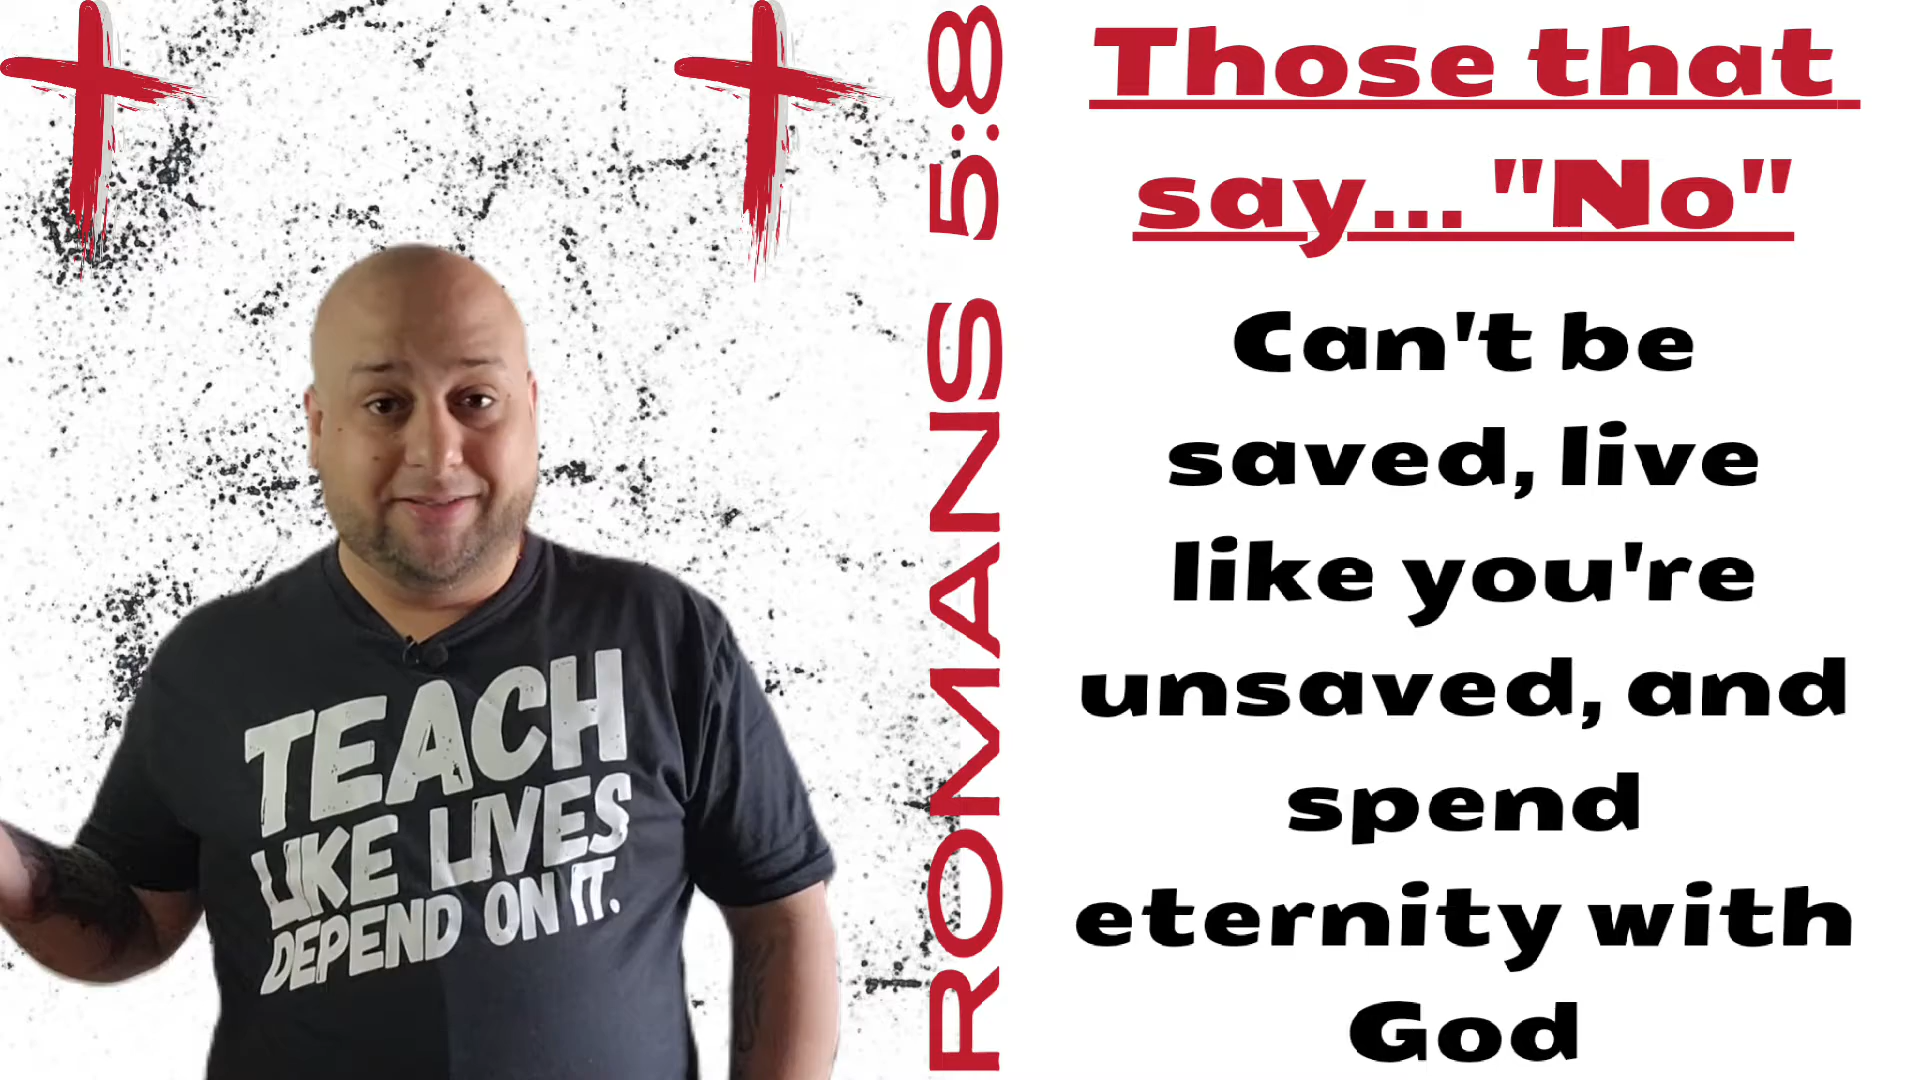 TEACH
LIKE LIVES
DEPEND ON IT.
ROMANS 5:8
Those that
say... "No"
Can't be
saved, live
like you're
unsaved, and
spend
eternity with
God